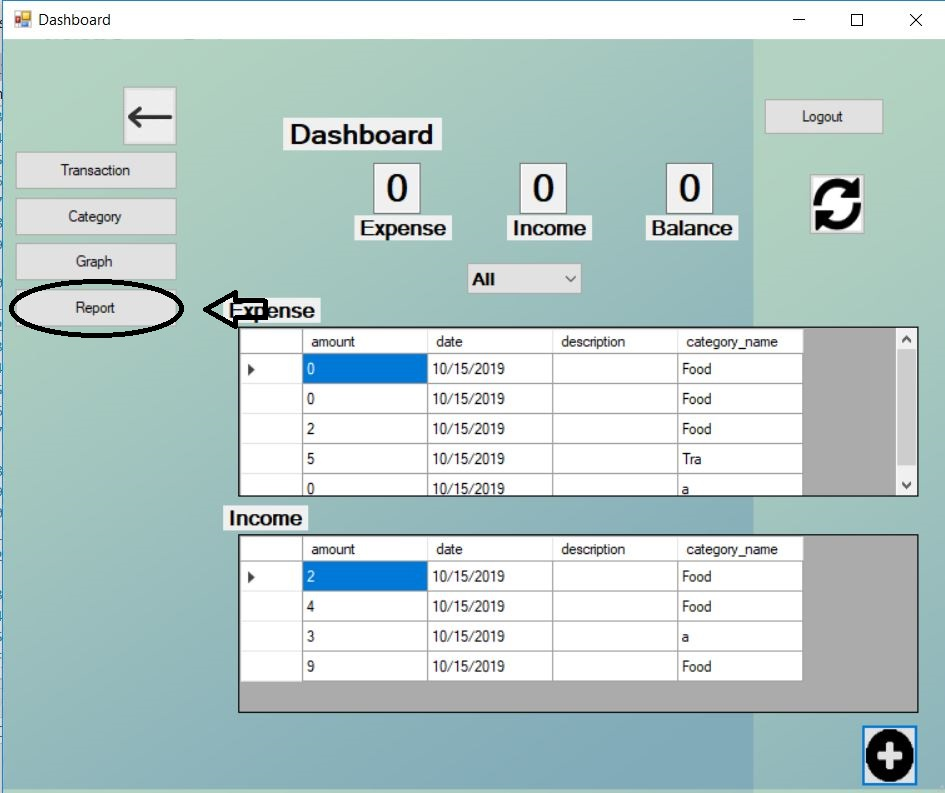 Dashboard
Logout
Dashboard
Transaction
0 0 0
Category
Expense Income Balance
Graph
All
Report
Expense
amount date description category_name
0 10/15/2019 Food
0 10/15/2019 Food
2 10/15/2019 Food
5 10/15/2019 Tra
0 10/15/2019 a
Income
amount date description category_name
2 10/15/2019 Food
4 10/15/2019 Food
3 10/15/2019 a
9 10/15/2019 Food